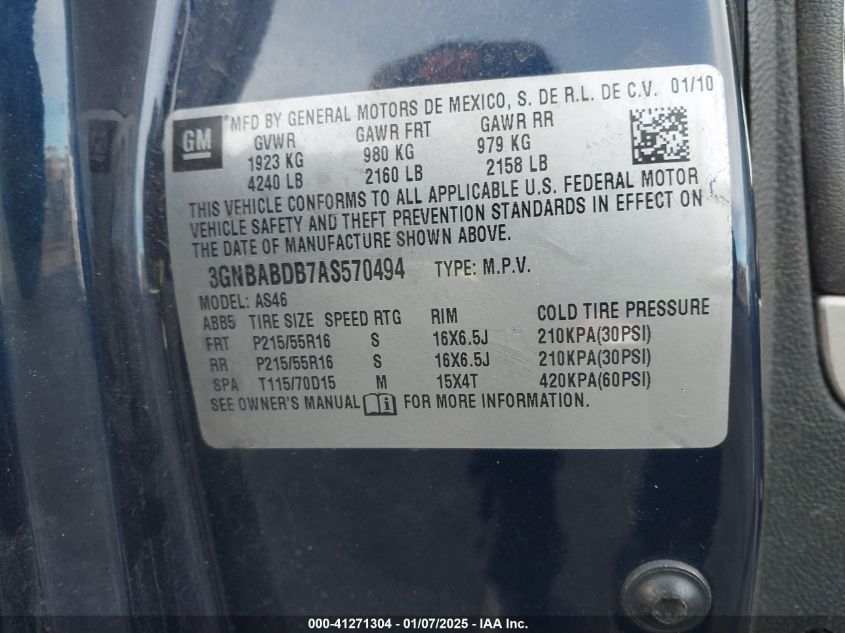 GM *MFD BY GENERAL MOTORS DE MEXICO, S. DE R.L. DE C.V. 01/10
GVWR GAWR FRT GAWR RR
1923 KG 980 KG 979 KG
4240 LB 2160 LB 2158 LB
THIS VEHICLE CONFORMS TO ALL APPLICABLE U.S. FEDERAL MOTOR
VEHICLE SAFETY AND THEFT PREVENTION STANDARDS IN EFFECT ON
THE DATE OF MANUFACTURE SHOWN ABOVE.
3GNBABDB7AS570494 TYPE: M.P.V.
MODEL: AS46
ABB5 TIRE SIZE SPEED RTG RIM COLD TIRE PRESSURE
FRT P215/55R16 S 16X6.5J 210KPA(30PSI)
RR P215/55R16 S 16X6.5J 210KPA(30PSI)
SPA T115/70D15 M 15X4T 420KPA(60PSI)
SEE OWNER'S MANUAL FOR MORE INFORMATION.
000-41271304 - 01/07/2025 - IAA Inc.